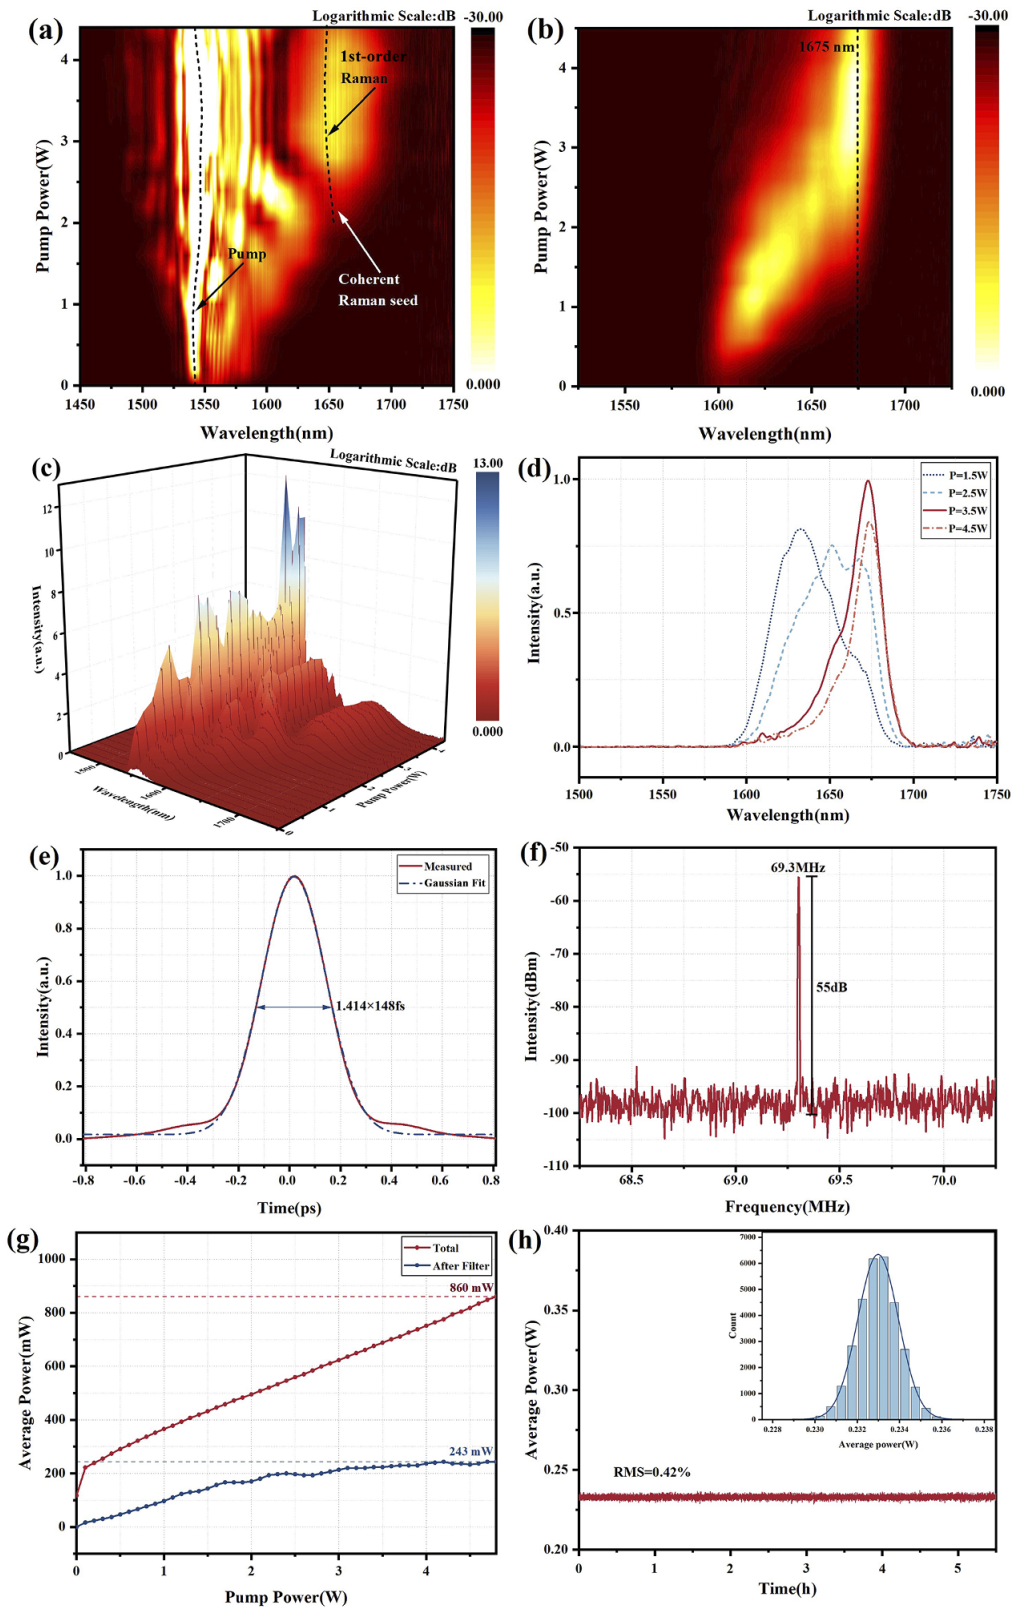 (a)
Logarithmic Scale:dB
-30.00
1st-order
Raman
Pump
Coherent
Raman seed
0.000
Pump Power(W)
4
3
2
1
0
1450
1500
1550
1600
1650
1700
1750
Wavelength(nm)
(b)
Logarithmic Scale:dB
-30.00
1675 nm
0.000
Pump Power(W)
4
3
2
1
0
1550
1600
1650
1700
Wavelength(nm)
(c)
Logarithmic Scale:dB
13.00
0.000
Intensity(a.u.)
12
10
8
6
4
2
0
1500
1600
1700
Wavelength(nm)
0
1
2
3
Pump Power(W)
(d)
P=1.5W
P=2.5W
P=3.5W
P=4.5W
Intensity(a.u.)
1.0
0.5
0.0
1500
1550
1600
1650
1700
1750
Wavelength(nm)
(e)
Measured
Gaussian Fit
1.414×148fs
Intensity(a.u.)
1.0
0.8
0.6
0.4
0.2
0.0
-0.8
-0.6
-0.4
-0.2
0.0
0.2
0.4
0.6
0.8
Time(ps)
(f)
69.3MHz
55dB
Intensity(dBm)
-50
-60
-70
-80
-90
-100
-110
68.5
69.0
69.5
70.0
Frequency(MHz)
(g)
Total
After Filter
860 mW
243 mW
Average Power(mW)
1000
800
600
400
200
0
0
2
4
Pump Power(W)
(h)
RMS=0.42%
Average Power(W)
0.40
0.35
0.30
0.25
0.20
0
1
2
3
4
5
Time(h)
Count
7000
6000
5000
4000
3000
2000
1000
0
0.228
0.230
0.232
0.234
0.236
0.238
Average power(W)